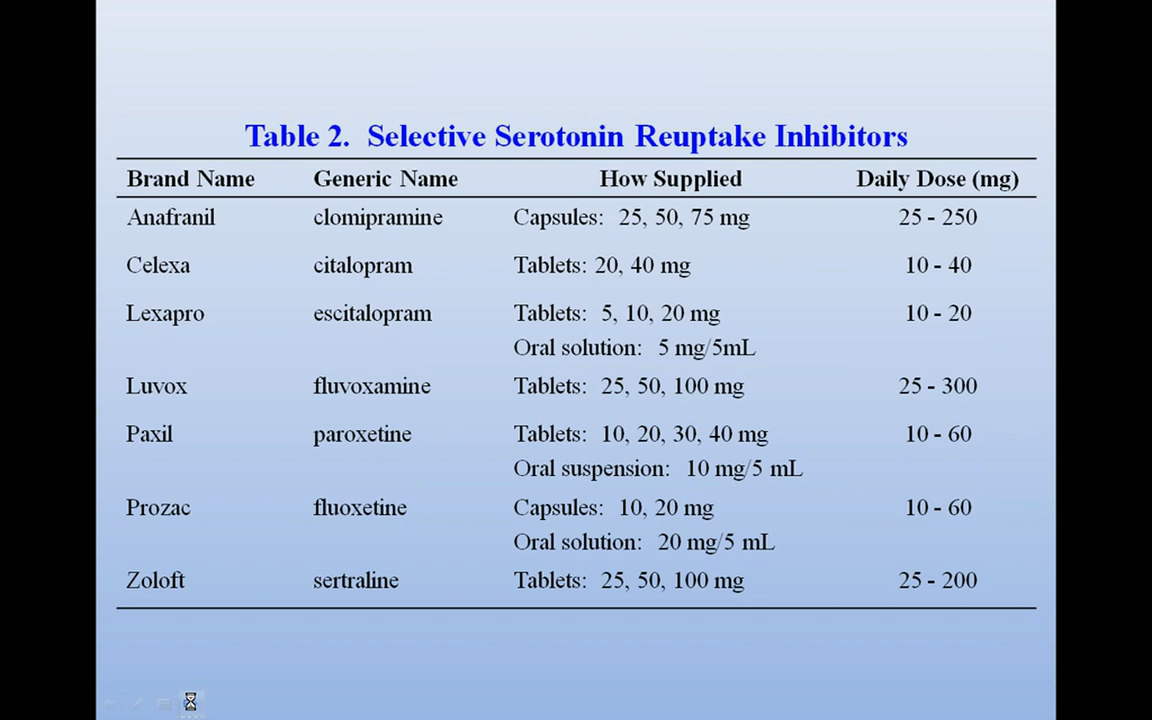 Table 2. Selective Serotonin Reuptake Inhibitors
Brand Name Generic Name How Supplied Daily Dose (mg)
Anafranil clomipramine Capsules: 25, 50, 75 mg 25 - 250
Celexa citalopram Tablets: 20, 40 mg 10 - 40
Lexapro escitalopram Tablets: 5, 10, 20 mg 10 - 20
Oral solution: 5 mg/5mL
Luvox fluvoxamine Tablets: 25, 50, 100 mg 25 - 300
Paxil paroxetine Tablets: 10, 20, 30, 40 mg 10 - 60
Oral suspension: 10 mg/5 mL
Prozac fluoxetine Capsules: 10, 20 mg 10 - 60
Oral solution: 20 mg/5 mL
Zoloft sertraline Tablets: 25, 50, 100 mg 25 - 200